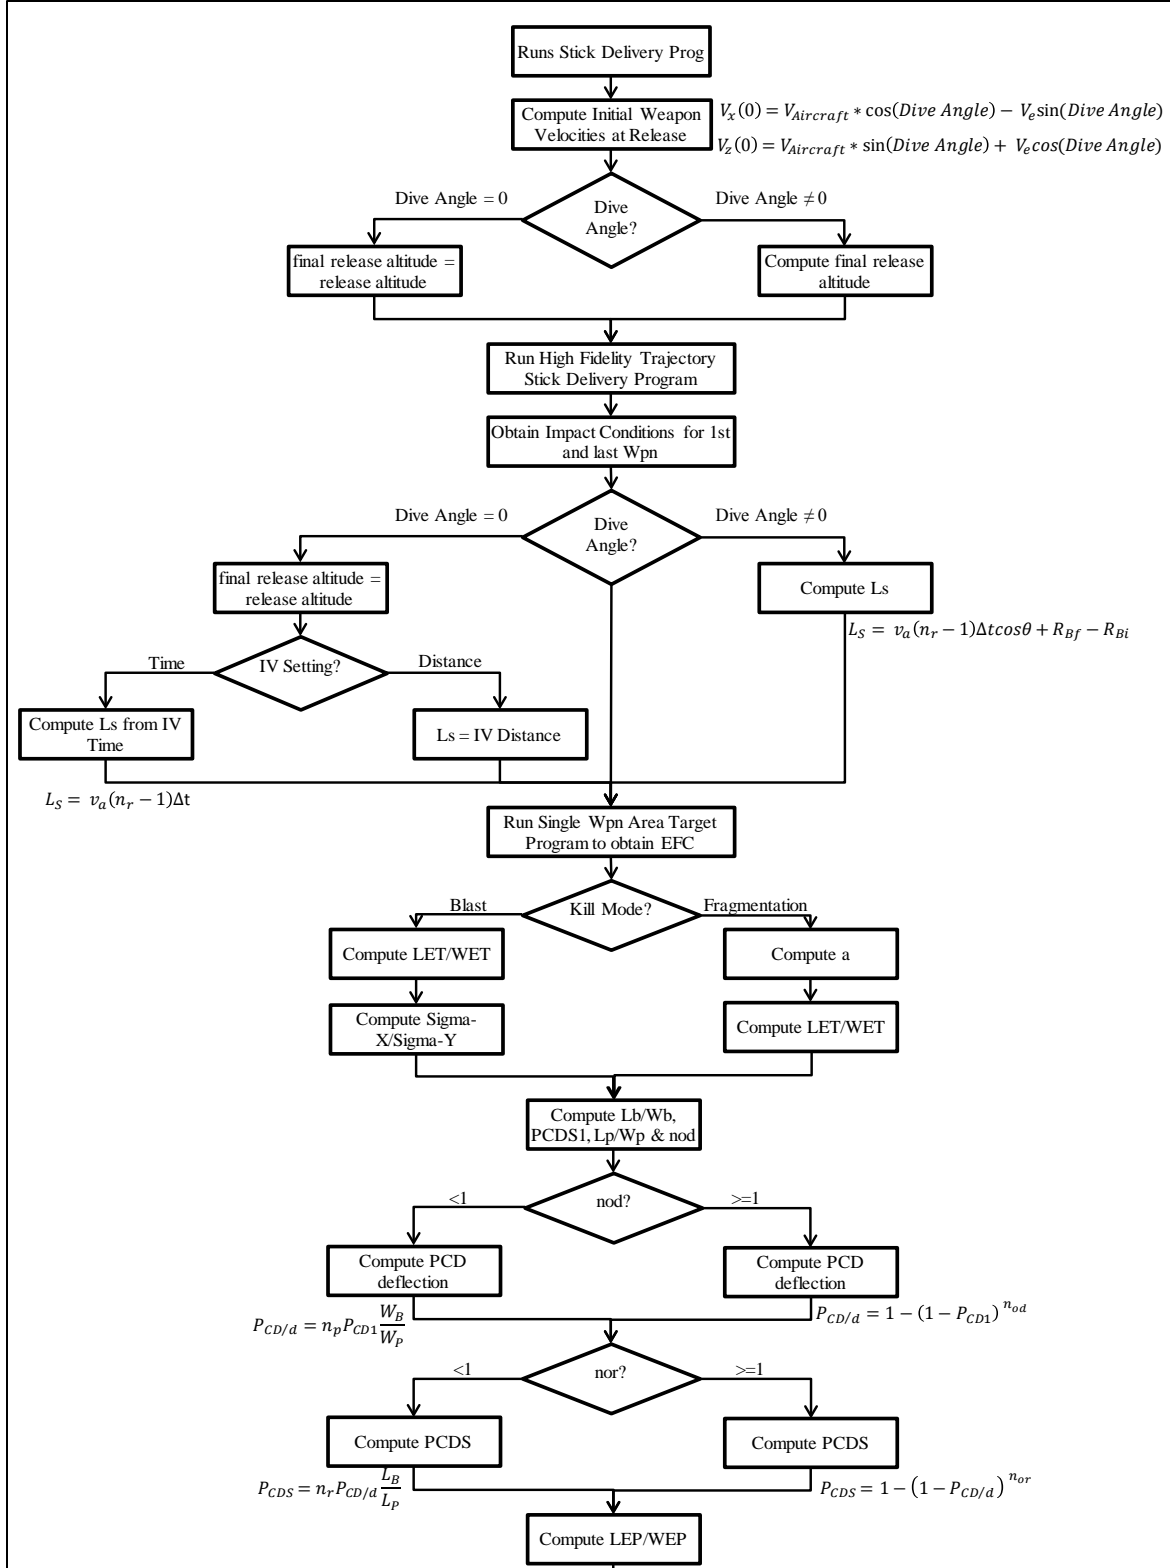 Runs Stick Delivery Prog
Compute Initial Weapon
Velocities at Release
V_x(0) = V_Aircraft * cos(Dive Angle) − V_e sin(Dive Angle)
V_z(0) = V_Aircraft * sin(Dive Angle) + V_e cos(Dive Angle)
Dive Angle = 0
Dive Angle ≠ 0
Dive
Angle?
final release altitude =
release altitude
Compute final release
altitude
Run High Fidelity Trajectory
Stick Delivery Program
Obtain Impact Conditions for 1st
and last Wpn
Dive Angle = 0
Dive Angle ≠ 0
Dive
Angle?
final release altitude =
release altitude
Compute Ls
L_S = v_a(n_r − 1)Δtcosθ + R_Bf − R_Bi
Time
IV Setting?
Distance
Compute Ls from IV
Time
Ls = IV Distance
L_S = v_a(n_r − 1)Δt
Run Single Wpn Area Target
Program to obtain EFC
Blast
Kill Mode?
Fragmentation
Compute LET/WET
Compute a
Compute Sigma-
X/Sigma-Y
Compute LET/WET
Compute Lb/Wb,
PCDS1, Lp/Wp & nod
<1
nod?
>=1
Compute PCD
deflection
Compute PCD
deflection
P_CD/d = n_p P_CD1 W_B/W_P
P_CD/d = 1 − (1 − P_CD1)^n_od
<1
nor?
>=1
Compute PCDS
Compute PCDS
P_CDS = n_r P_CD/d L_B/L_P
P_CDS = 1 − (1 − P_CD/d)^n_or
Compute LEP/WEP